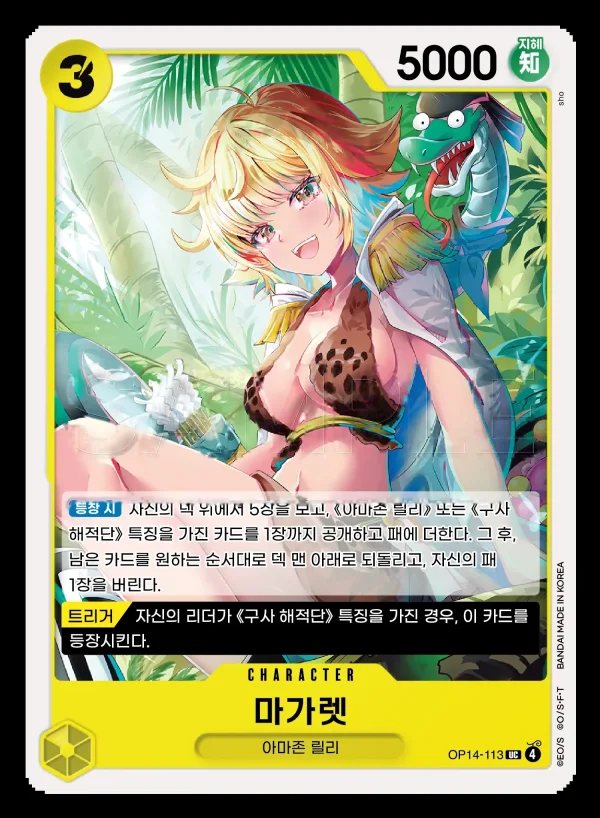 3
5000
지혜
知
sho
SAMPLE
등장 시 자신의 덱 위에서 5장을 보고, 《아마존 릴리》 또는 《구사
해적단》 특징을 가진 카드를 1장까지 공개하고 패에 더한다. 그 후,
남은 카드를 원하는 순서대로 덱 맨 아래로 되돌리고, 자신의 패
1장을 버린다.
트리거 자신의 리더가 《구사 해적단》 특징을 가진 경우, 이 카드를
등장시킨다.
CHARACTER
마가렛
아마존 릴리
OP14-113 UC 4
©EO/S ©O/S・F・T BANDAI MADE IN KOREA